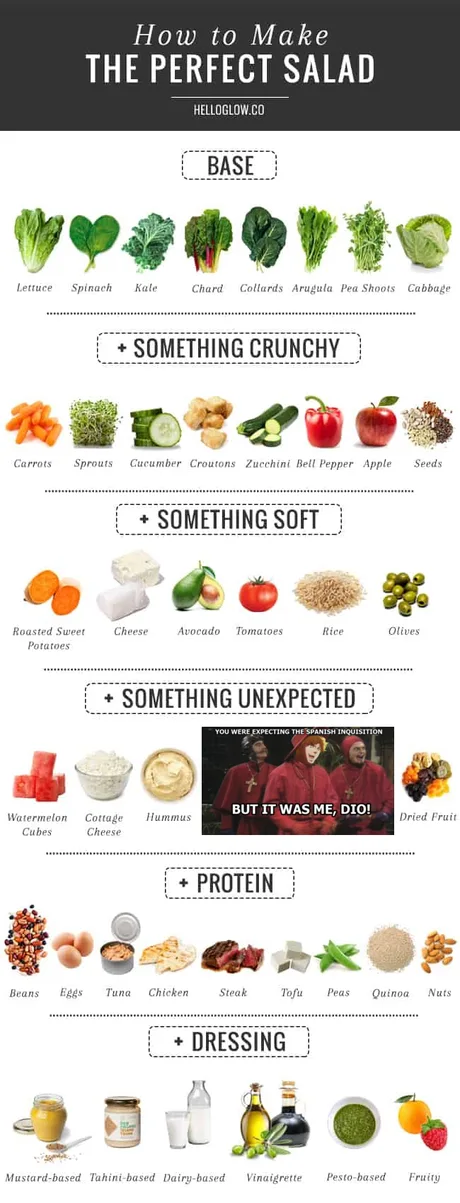 How to Make
THE PERFECT SALAD
HELLOGLOW.CO
BASE
Lettuce Spinach Kale Chard Collards Arugula Pea Shoots Cabbage
+ SOMETHING CRUNCHY
Carrots Sprouts Cucumber Croutons Zucchini Bell Pepper Apple Seeds
+ SOMETHING SOFT
Roasted Sweet Potatoes Cheese Avocado Tomatoes Rice Olives
+ SOMETHING UNEXPECTED
YOU WERE EXPECTING THE SPANISH INQUISITION
BUT IT WAS ME, DIO!
Watermelon Cubes Cottage Cheese Hummus Dried Fruit
+ PROTEIN
Beans Eggs Tuna Chicken Steak Tofu Peas Quinoa Nuts
+ DRESSING
Mustard-based Tahini-based Dairy-based Vinaigrette Pesto-based Fruity